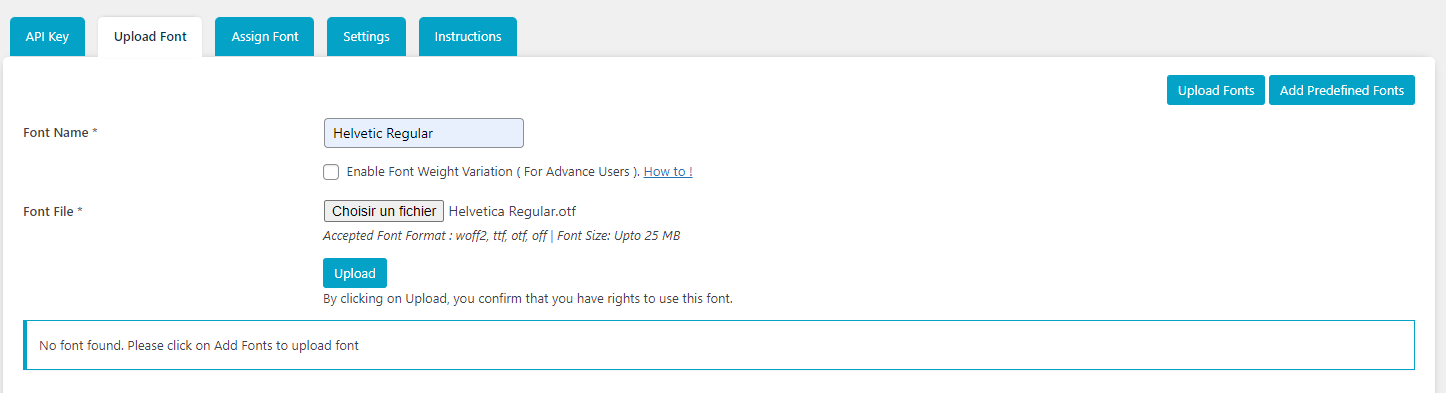 API Key Upload Font Assign Font Settings Instructions
Upload Fonts Add Predefined Fonts
Font Name * Helvetic Regular
Enable Font Weight Variation ( For Advance Users ). How to !
Font File * Choisir un fichier Helvetica Regular.otf
Accepted Font Format : woff2, ttf, otf, off | Font Size: Upto 25 MB
Upload
By clicking on Upload, you confirm that you have rights to use this font.
No font found. Please click on Add Fonts to upload font